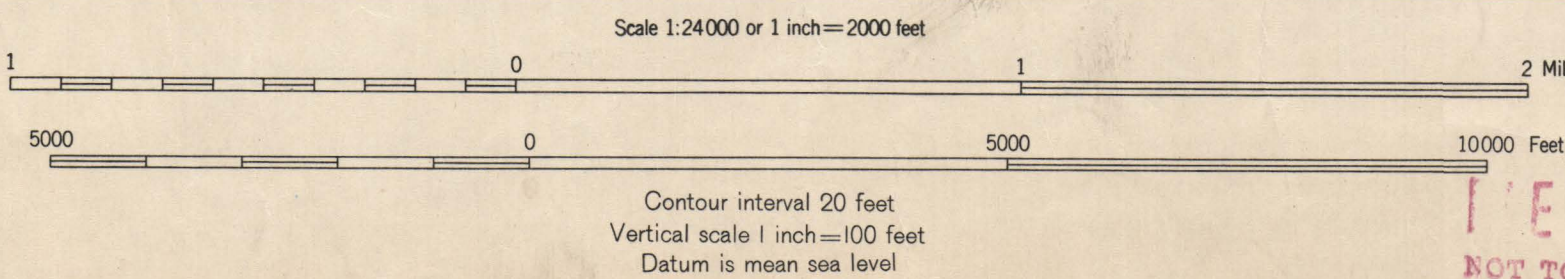 Scale 1:24000 or 1 inch=2000 feet
1 0 1 2
5000 0 5000 10000 Feet
Contour interval 20 feet
Vertical scale 1 inch=100 feet
Datum is mean sea level
NOT